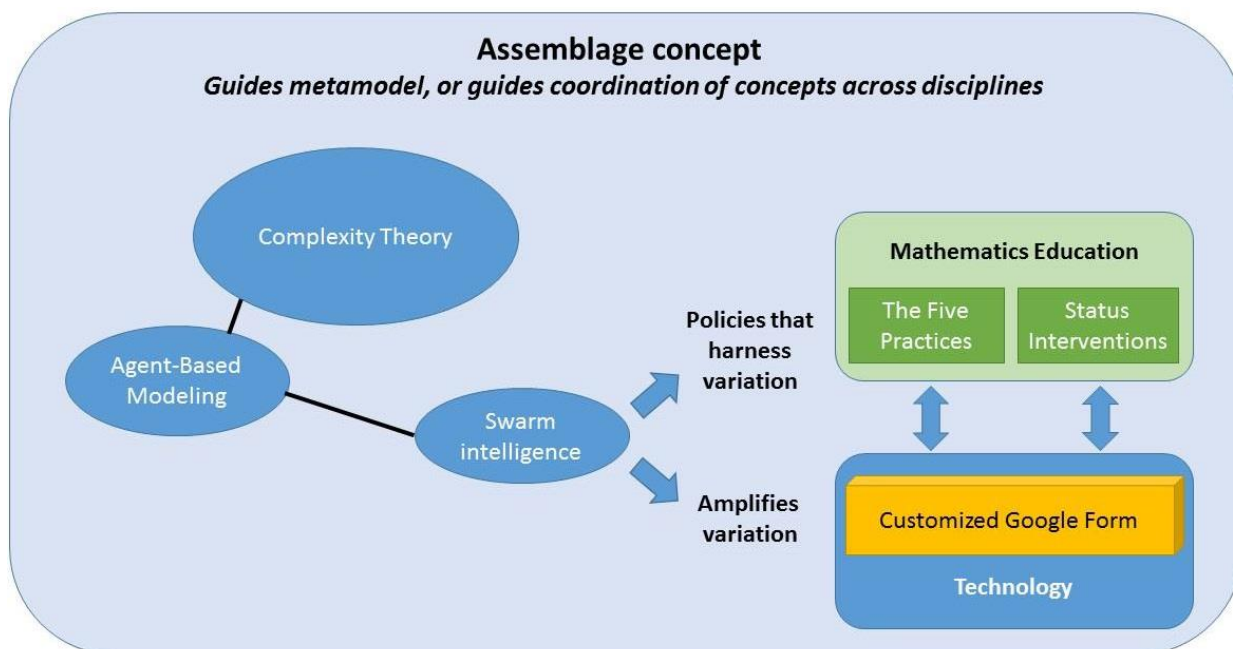 Assemblage concept
Guides metamodel, or guides coordination of concepts across disciplines
Complexity Theory
Agent-Based
Modeling
Swarm
intelligence
Policies that
harness
variation
Amplifies
variation
Mathematics Education
The Five
Practices
Status
Interventions
Customized Google Form
Technology